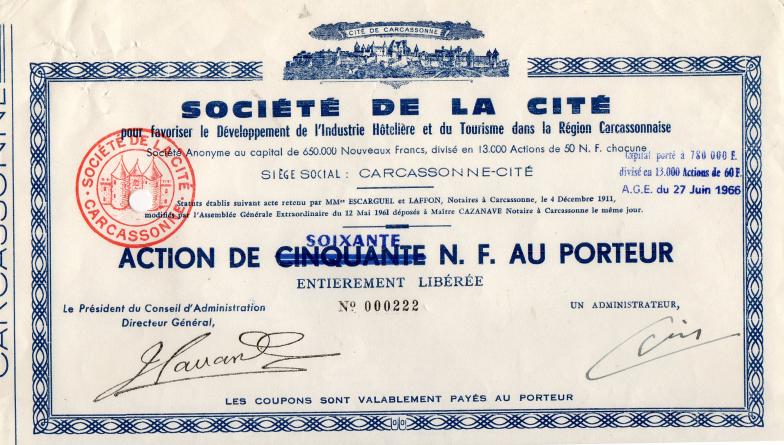 CITÉ DE CARCASSONNE
SOCIÉTÉ DE LA CITÉ
pour favoriser le Développement de l'Industrie Hôtelière et du Tourisme dans la Région Carcassonnaise
Société Anonyme au capital de 650.000 Nouveaux Francs, divisé en 13.000 Actions de 50 N. F. chacune
Capital porté à 780 000 F.
divisé en 13.000 Actions de 60 F.
A.G.E. du 27 Juin 1966
SIÈGE SOCIAL : CARCASSONNE-CITÉ
SOCIÉTÉ DE LA CITÉ
CARCASSONNE
Statuts établis suivant acte retenu par MMes ESCARGUEL et LAFFON, Notaires à Carcassonne, le 4 Décembre 1911,
modifiés par l'Assemblée Générale Extraordinaire du 12 Mai 1961 déposés à Maître CAZANAVE Notaire à Carcassonne le même jour.
SOIXANTE
ACTION DE CINQUANTE N. F. AU PORTEUR
ENTIEREMENT LIBÉRÉE
No 000222
Le Président du Conseil d'Administration
Directeur Général,
UN ADMINISTRATEUR,
LES COUPONS SONT VALABLEMENT PAYÉS AU PORTEUR
CARCASSONNE